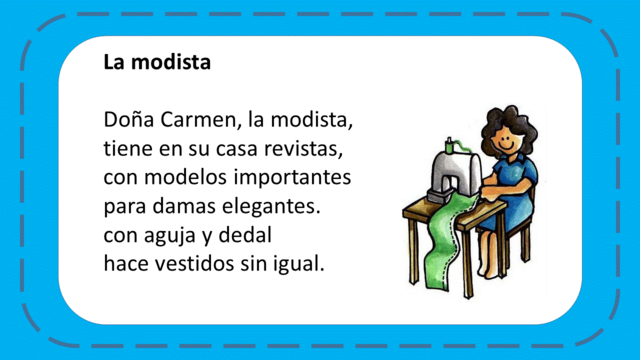 La modista
Doña Carmen, la modista,
tiene en su casa revistas,
con modelos importantes
para damas elegantes.
con aguja y dedal
hace vestidos sin igual.